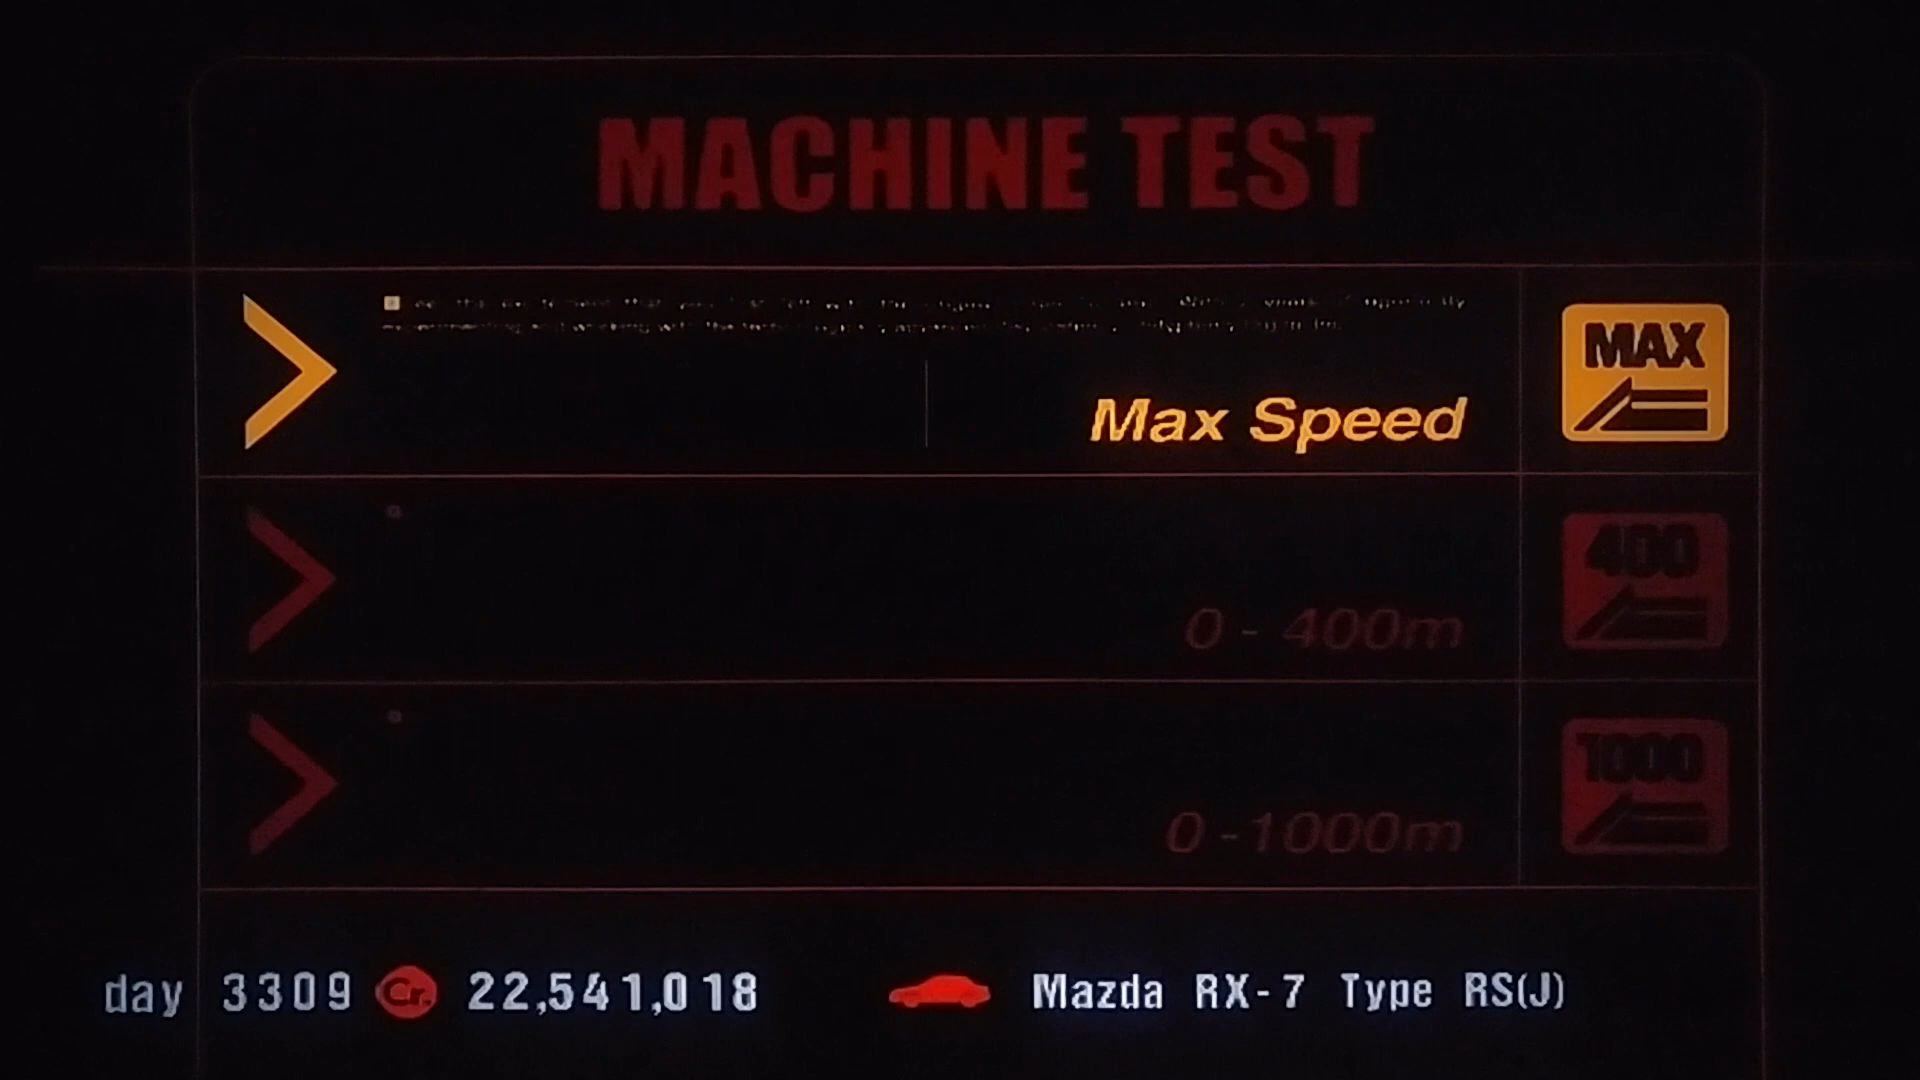 MACHINE TEST
MAX
Max Speed
400
0 - 400m
1000
0 -1000m
day 3309 Cr. 22,541,018 Mazda RX-7 Type RS(J)